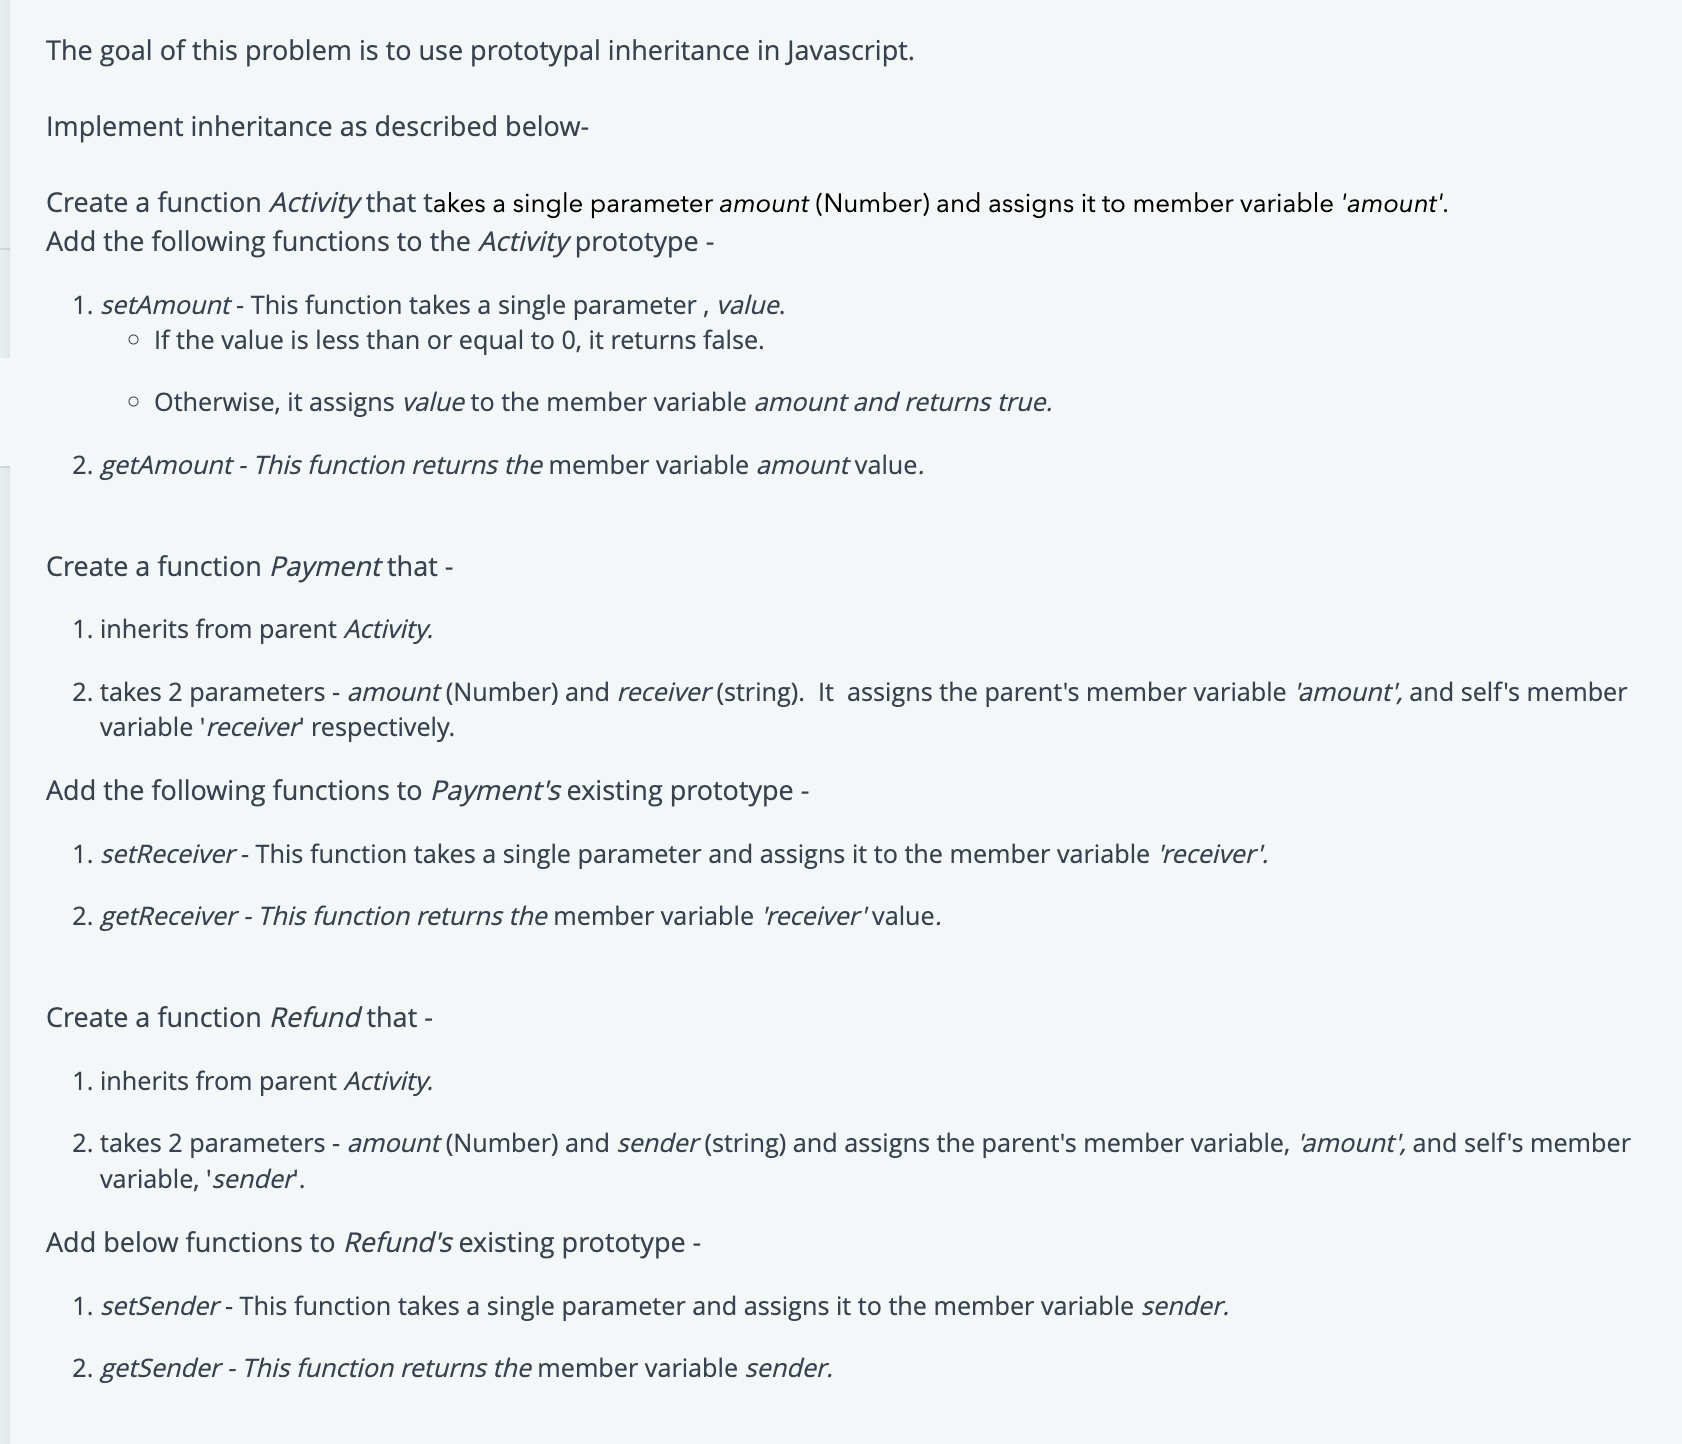 The goal of this problem is to use prototypal inheritance in Javascript.
Implement inheritance as described below-
Create a function Activity that takes a single parameter amount (Number) and assigns it to member variable 'amount'.
Add the following functions to the Activity prototype -
1. setAmount - This function takes a single parameter , value.
○ If the value is less than or equal to 0, it returns false.
○ Otherwise, it assigns value to the member variable amount and returns true.
2. getAmount - This function returns the member variable amount value.
Create a function Payment that -
1. inherits from parent Activity.
2. takes 2 parameters - amount (Number) and receiver (string).  It  assigns the parent's member variable 'amount', and self's member
variable 'receiver' respectively.
Add the following functions to Payment's existing prototype -
1. setReceiver - This function takes a single parameter and assigns it to the member variable 'receiver'.
2. getReceiver - This function returns the member variable 'receiver' value.
Create a function Refund that -
1. inherits from parent Activity.
2. takes 2 parameters - amount (Number) and sender (string) and assigns the parent's member variable, 'amount', and self's member
variable, 'sender'.
Add below functions to Refund's existing prototype -
1. setSender - This function takes a single parameter and assigns it to the member variable sender.
2. getSender - This function returns the member variable sender.